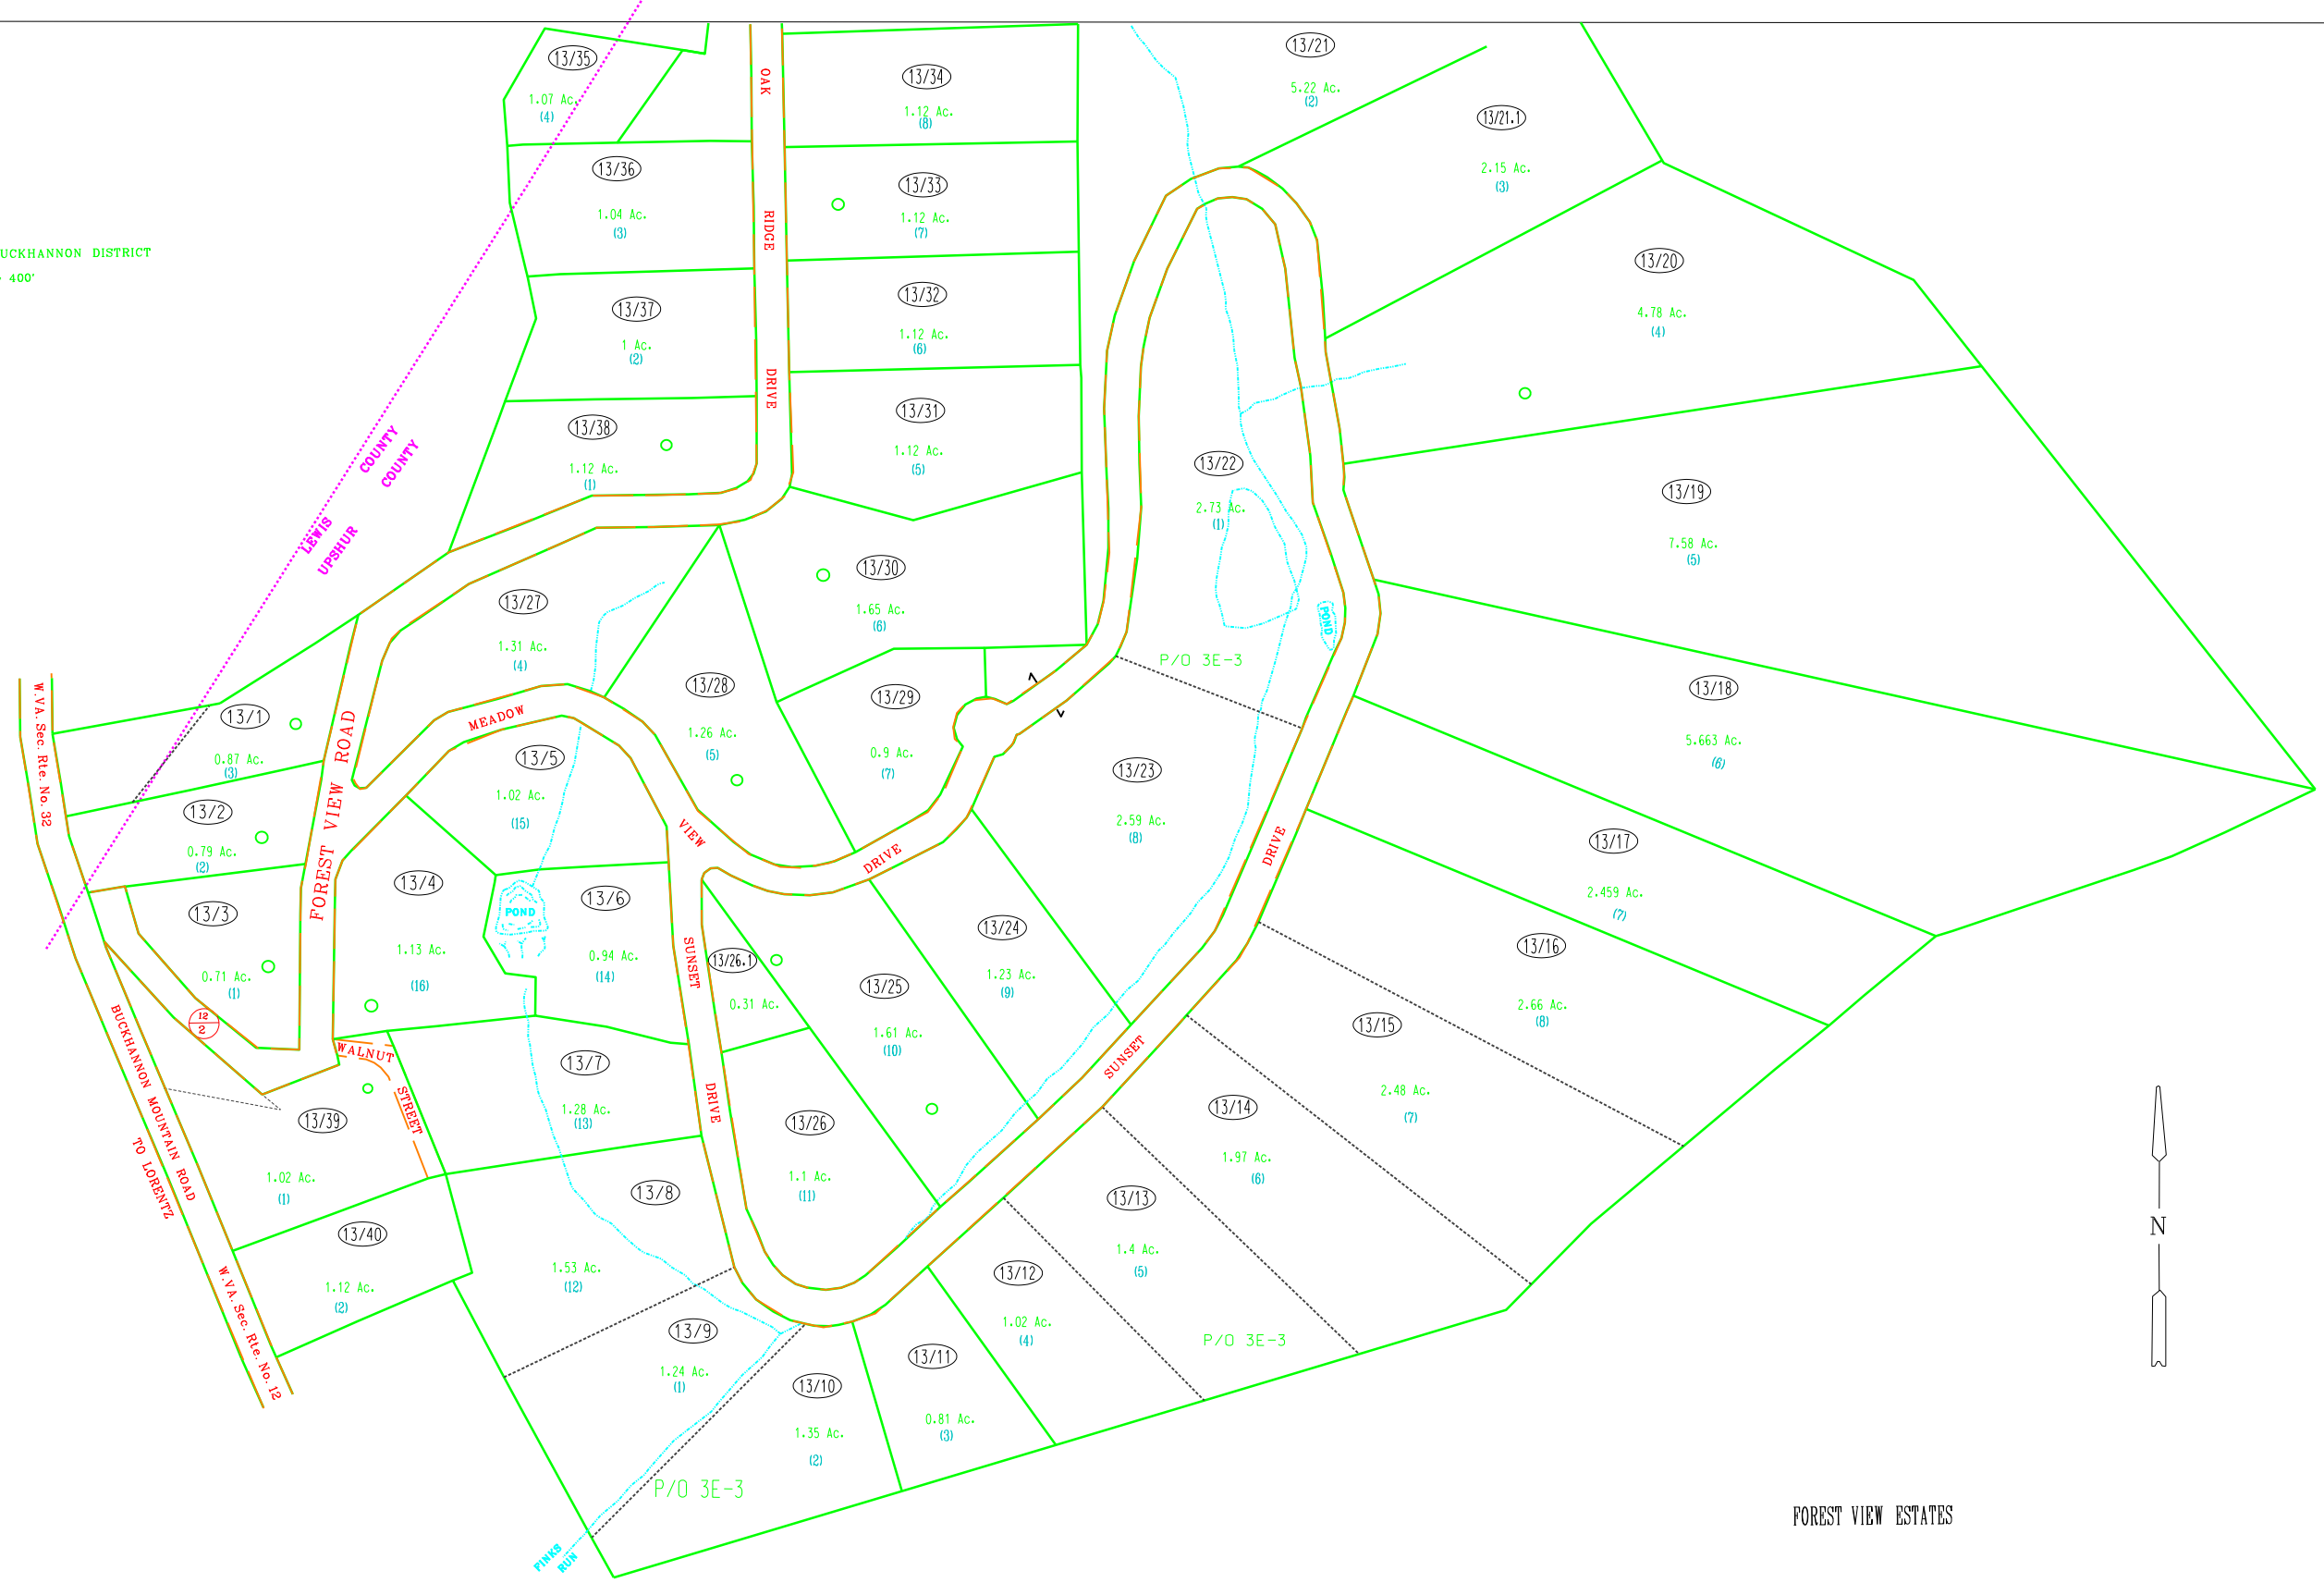 13/35
1.07 Ac.
(4)
OAK RIDGE DRIVE
13/34
1.12 Ac.
(8)
13/21
5.22 Ac.
(2)
13/21.1
2.15 Ac.
(3)
13/36
1.04 Ac.
(3)
13/33
1.12 Ac.
(7)
UCKHANNON DISTRICT
400'
13/20
4.78 Ac.
(4)
13/37
1 Ac.
(2)
13/32
1.12 Ac.
(6)
13/38
1.12 Ac.
(1)
13/31
1.12 Ac.
(5)
LEWIS COUNTY
UPSHUR COUNTY
13/22
2.73 Ac.
(1)
13/19
7.58 Ac.
(5)
13/27
1.31 Ac.
(4)
13/30
1.65 Ac.
(6)
POND
P/O 3E-3
13/28
1.26 Ac.
(5)
13/29
0.9 Ac.
(7)
13/18
5.663 Ac.
(6)
W.VA. Sec. Rte. No. 32
13/1
0.87 Ac.
(3)
FOREST VIEW ROAD
MEADOW VIEW DRIVE
13/5
1.02 Ac.
(15)
13/23
2.59 Ac.
(8)
13/2
0.79 Ac.
(2)
13/17
2.459 Ac.
(7)
13/3
0.71 Ac.
(1)
13/4
1.13 Ac.
(16)
POND
13/6
0.94 Ac.
(14)
SUNSET DRIVE
13/26.1
0.31 Ac.
13/25
1.61 Ac.
(10)
13/24
1.23 Ac.
(9)
13/16
2.66 Ac.
(8)
12
2
BUCKHANNON MOUNTAIN ROAD
TO LORENTZ
WALNUT STREET
13/7
1.28 Ac.
(13)
SUNSET DRIVE
13/15
2.48 Ac.
(7)
13/39
1.02 Ac.
(1)
13/26
1.1 Ac.
(11)
13/14
1.97 Ac.
(6)
13/8
1.53 Ac.
(12)
13/13
1.4 Ac.
(5)
13/40
1.12 Ac.
(2)
W.VA. Sec. Rte. No. 12
13/12
1.02 Ac.
(4)
N
13/9
1.24 Ac.
(1)
13/10
1.35 Ac.
(2)
13/11
0.81 Ac.
(3)
P/O 3E-3
P/O 3E-3
FINKS RUN
FOREST VIEW ESTATES